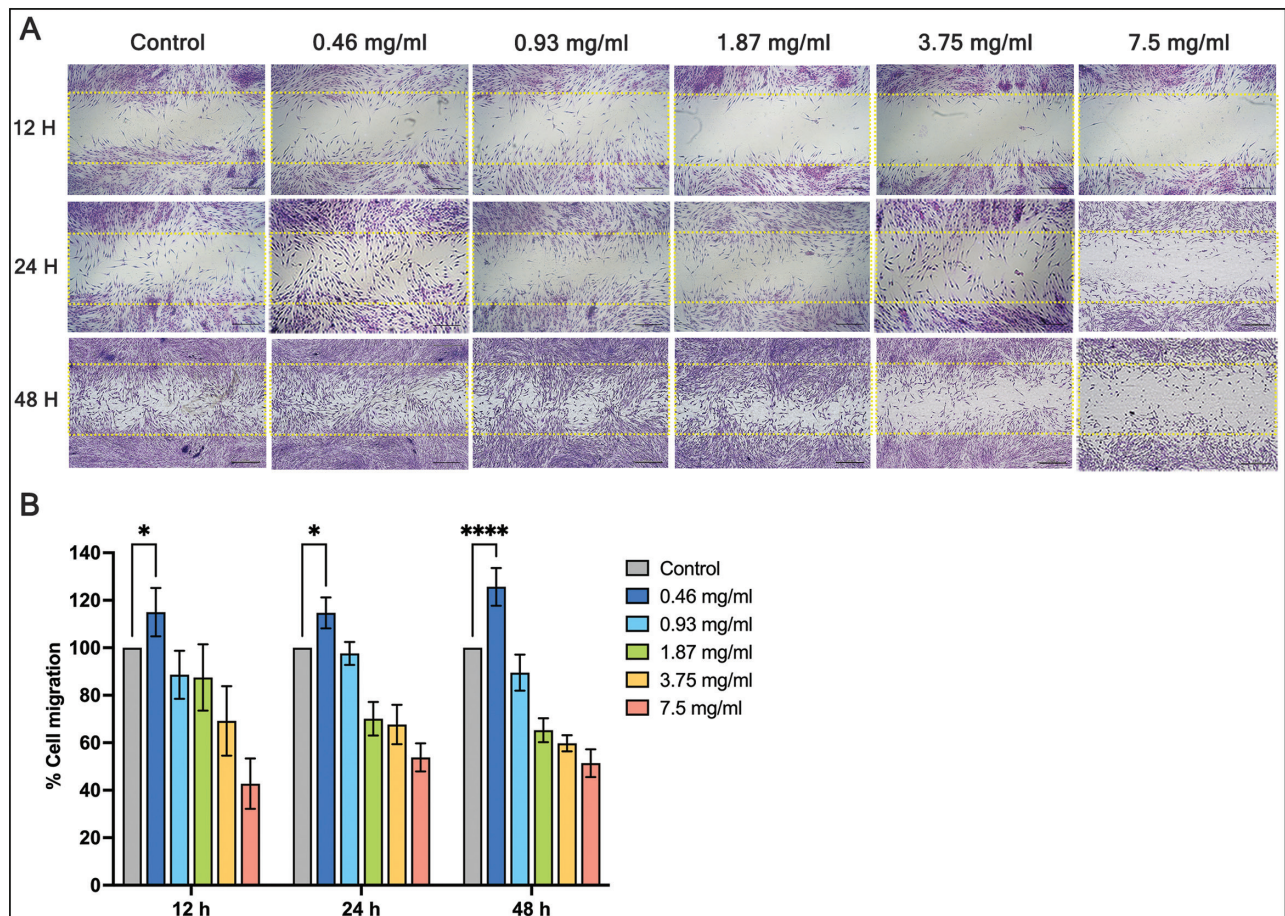 A
Control 0.46 mg/ml 0.93 mg/ml 1.87 mg/ml 3.75 mg/ml 7.5 mg/ml
12 H
24 H
48 H
B
* * ****
% Cell migration
140
120
100
80
60
40
20
0
12 h 24 h 48 h
Control
0.46 mg/ml
0.93 mg/ml
1.87 mg/ml
3.75 mg/ml
7.5 mg/ml